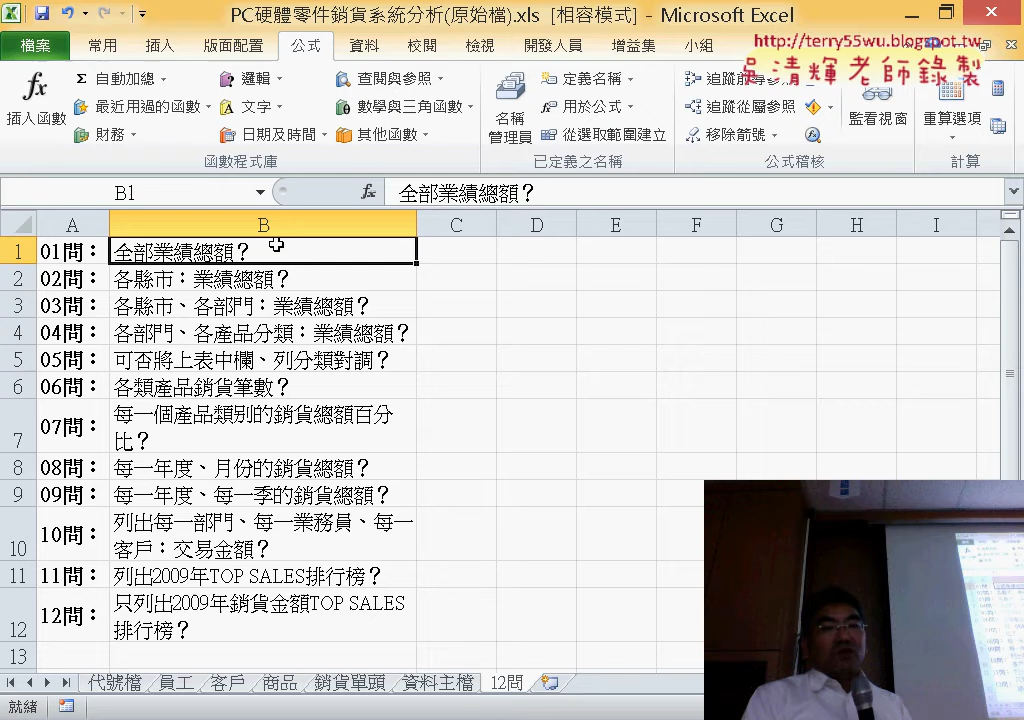 PC硬體零件銷貨系統分析(原始檔).xls [相容模式] - Microsoft Excel
檔案 常用 插入 版面配置 公式 資料 校閱 檢視 開發人員 增益集 小組
http://terry55wu.blogspot.tw
吳清輝老師錄製
fx 插入函數
Σ 自動加總
最近用過的函數
財務
邏輯
文字
日期及時間
查閱與參照
數學與三角函數
其他函數
函數程式庫
名稱管理員
定義名稱
用於公式
從選取範圍建立
已定義之名稱
追蹤從屬參照
移除箭號
公式稽核
監看視窗
重算選項
計算
B1 fx 全部業績總額?
A B C D E F G H I
1 01問: 全部業績總額?
2 02問: 各縣市:業績總額?
3 03問: 各縣市、各部門:業績總額?
4 04問: 各部門、各產品分類:業績總額?
5 05問: 可否將上表中欄、列分類對調?
6 06問: 各類產品銷貨筆數?
7 07問: 每一個產品類別的銷貨總額百分
比?
8 08問: 每一年度、月份的銷貨總額?
9 09問: 每一年度、每一季的銷貨總額?
10 10問: 列出每一部門、每一業務員、每一
客戶:交易金額?
11 11問: 列出2009年TOP SALES排行榜?
12 12問: 只列出2009年銷貨金額TOP SALES
排行榜?
13
代號檔 員工 客戶 商品 銷貨單頭 資料主檔 12問
就緒